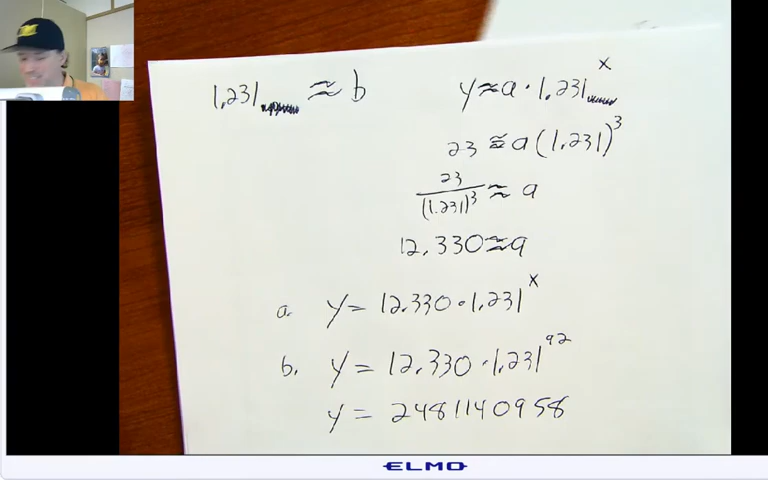 1.231 ≈ b
y ≈ a · 1.231^x
23 ≈ a(1.231)^3
23/(1.231)^3 ≈ a
12.330 ≈ a
a. y = 12.330 · 1.231^x
b. y = 12.330 · 1.231^92
y = 2481140958
ELMO